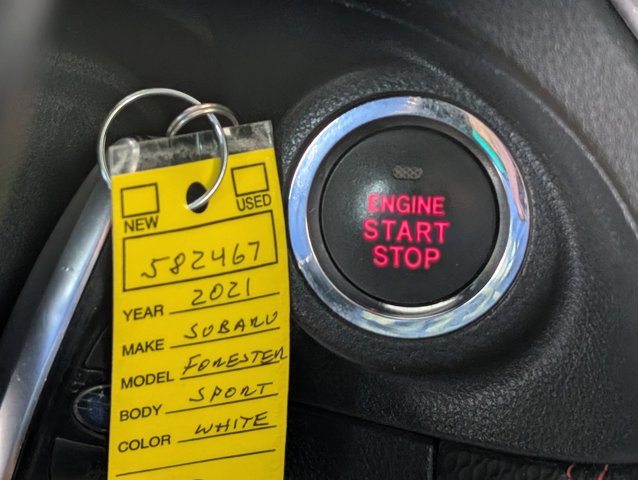 NEW USED
582467
YEAR 2021
MAKE SUBARU
MODEL FORESTER
BODY SPORT
COLOR WHITE
ENGINE
START
STOP